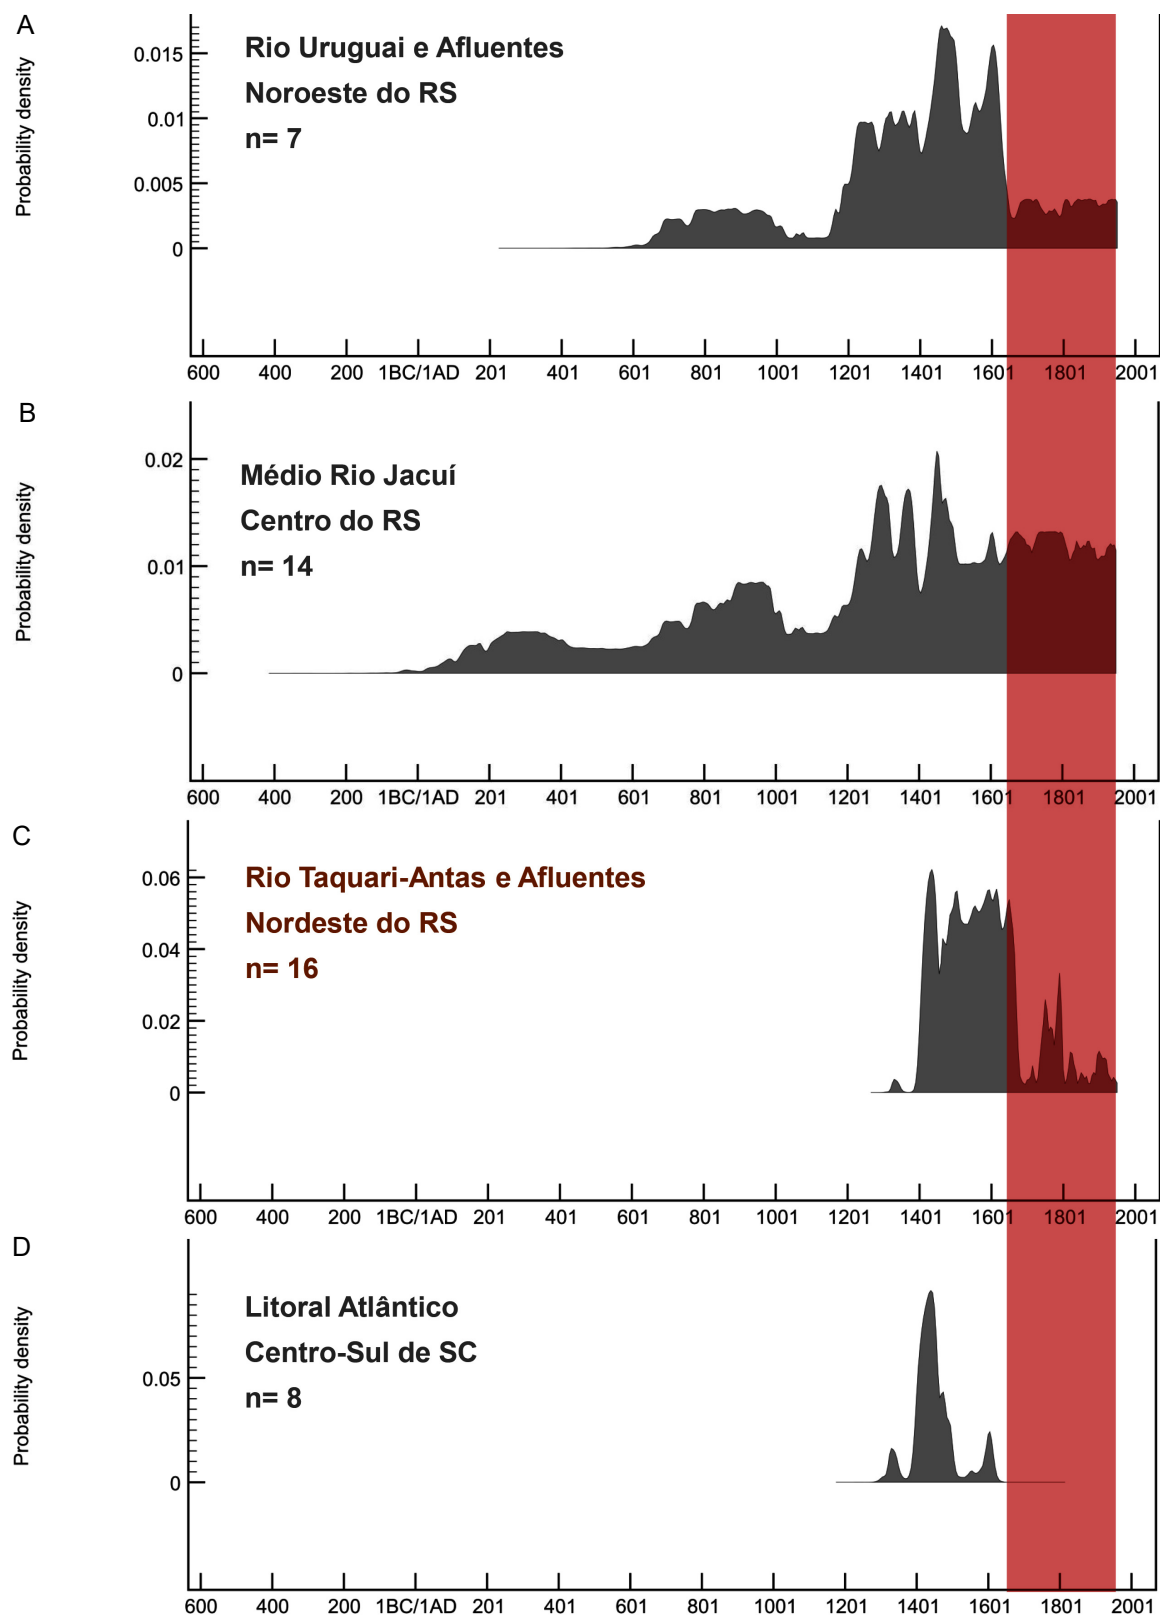 A
Probability density
0.015
0.01
0.005
0
Rio Uruguai e Afluentes
Noroeste do RS
n= 7
600 400 200 1BC/1AD 201 401 601 801 1001 1201 1401 1601 1801 2001
B
Probability density
0.02
0.01
0
Médio Rio Jacuí
Centro do RS
n= 14
600 400 200 1BC/1AD 201 401 601 801 1001 1201 1401 1601 1801 2001
C
Probability density
0.06
0.04
0.02
0
Rio Taquari-Antas e Afluentes
Nordeste do RS
n= 16
600 400 200 1BC/1AD 201 401 601 801 1001 1201 1401 1601 1801 2001
D
Probability density
0.05
0
Litoral Atlântico
Centro-Sul de SC
n= 8
600 400 200 1BC/1AD 201 401 601 801 1001 1201 1401 1601 1801 2001